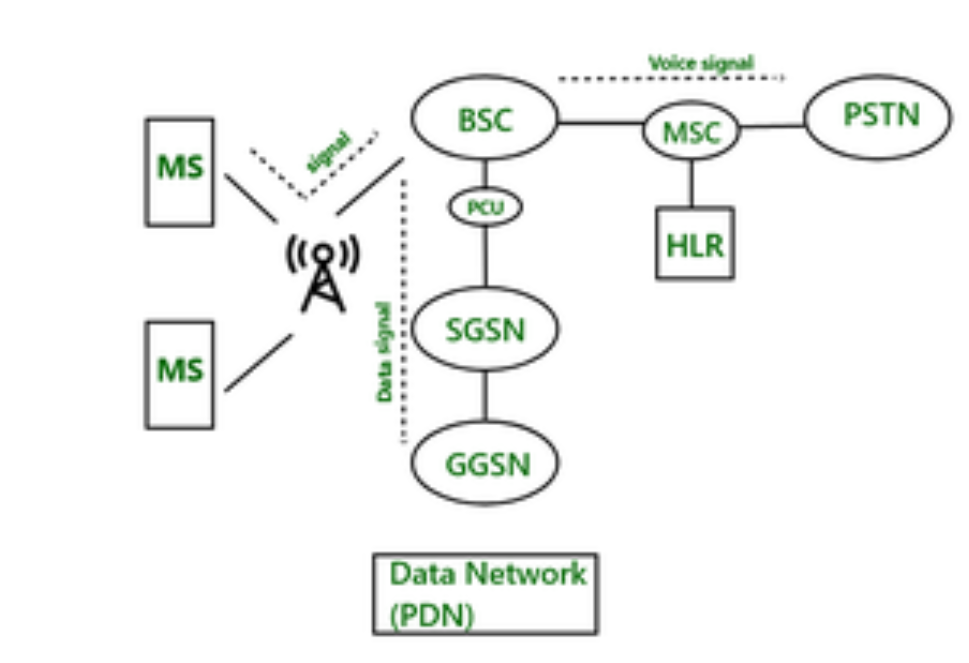 Voice signal
BSC
MSC
PSTN
MS
signal
PCU
HLR
Data signal
SGSN
MS
GGSN
Data Network
(PDN)